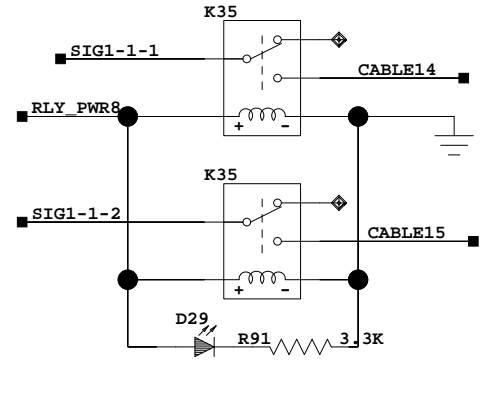 K35
SIG1-1-1
CABLE14
RLY_PWR8
+ -
K35
SIG1-1-2
CABLE15
+ -
D29
R91 3.3K